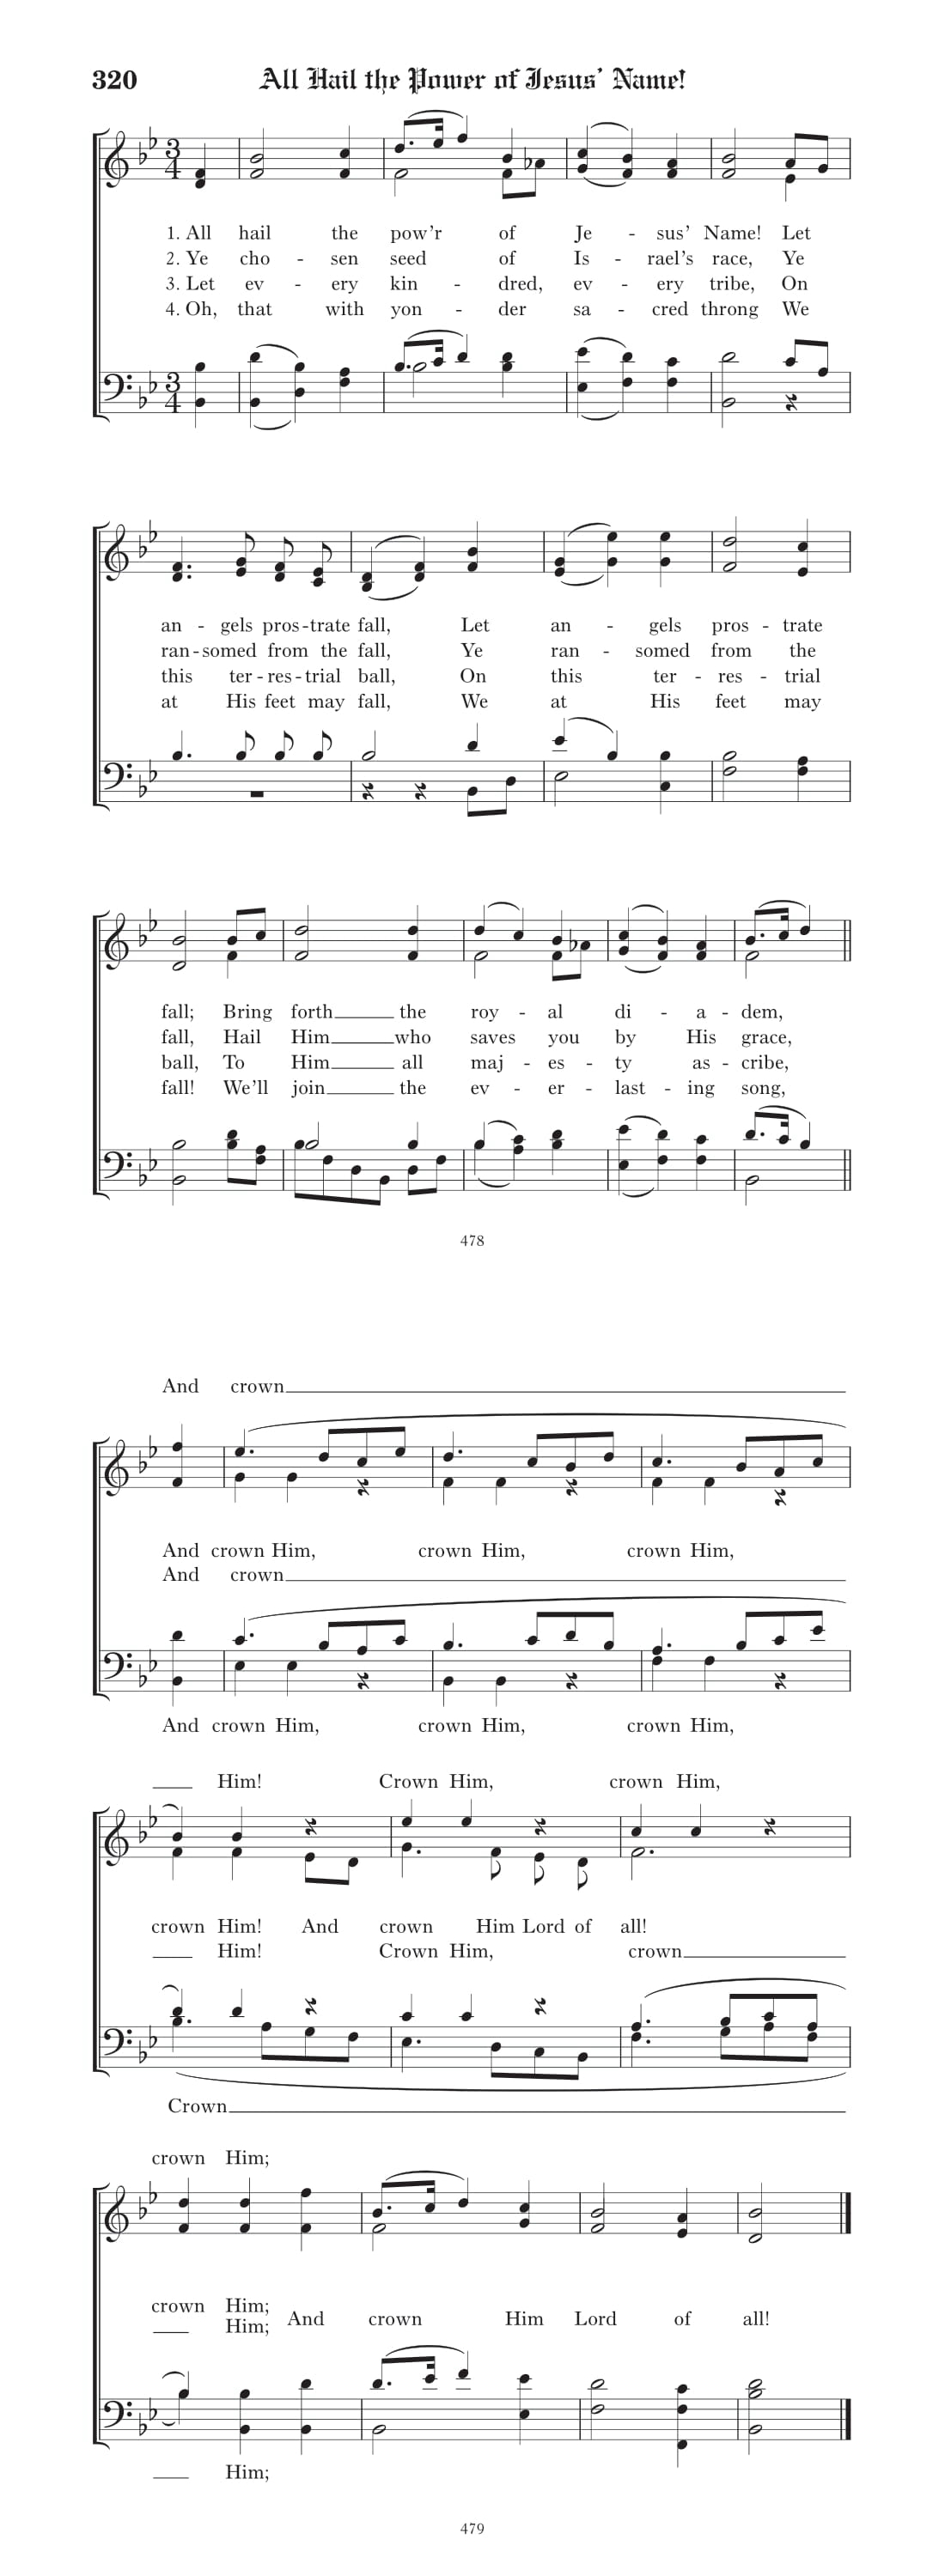 320 All Hail the Power of Jesus’ Name!
1. All hail the pow’r of Je - sus’ Name! Let
2. Ye cho - sen seed of Is - rael’s race, Ye
3. Let ev - ery kin - dred, ev - ery tribe, On
4. Oh, that with yon - der sa - cred throng We
an - gels pros - trate fall, Let an - gels pros - trate
ran - somed from the fall, Ye ran - somed from the
this ter - res - trial ball, On this ter - res - trial
at His feet may fall, We at His feet may
fall; Bring forth the roy - al di - a - dem,
fall, Hail Him who saves you by His grace,
ball, To Him all maj - es - ty as - cribe,
fall! We’ll join the ev - er - last - ing song,
478
And crown
And crown Him, crown Him, crown Him,
And crown
And crown Him, crown Him, crown Him,
Him! Crown Him, crown Him,
crown Him! And crown Him Lord of all!
Him! Crown Him, crown
Crown
crown Him;
crown Him;
Him; And crown Him Lord of all!
Him;
479